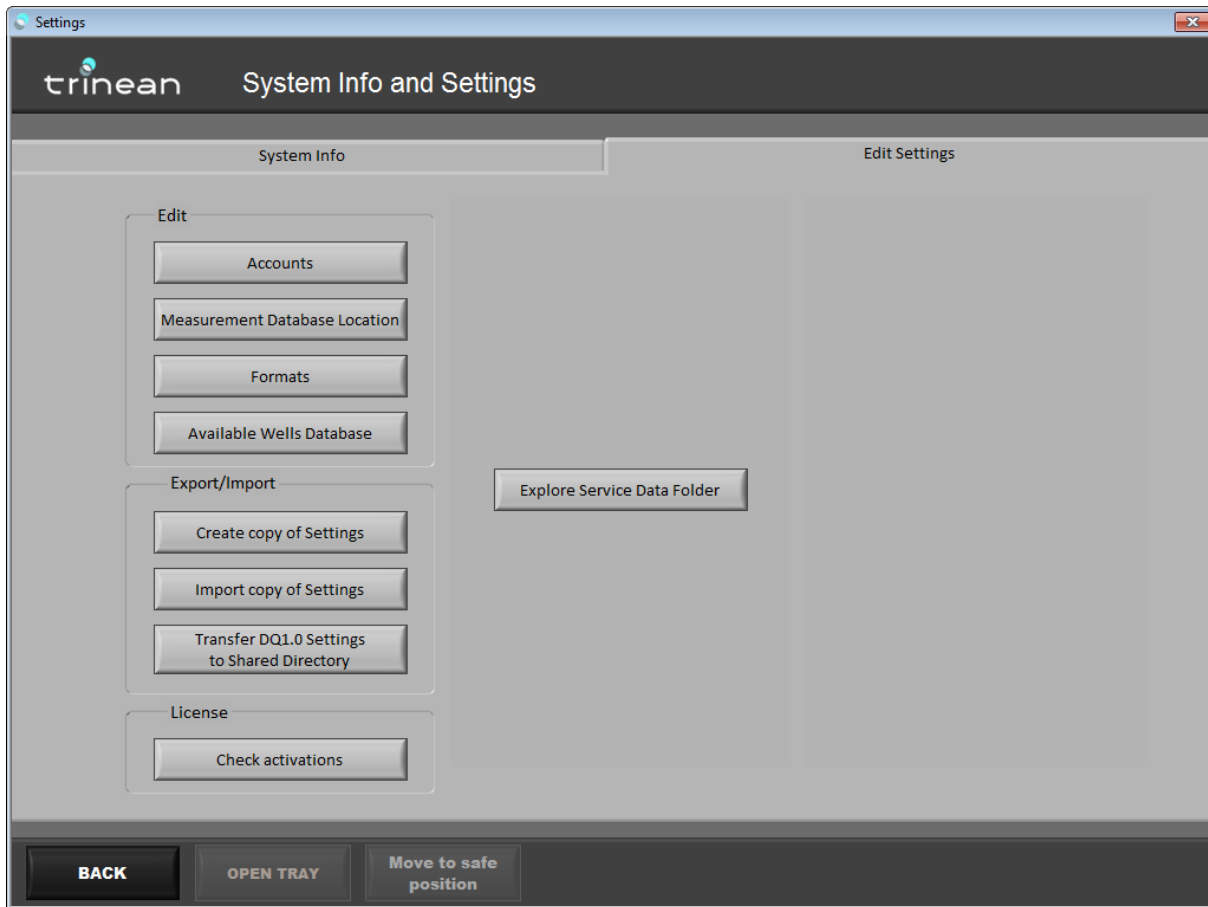 Settings
trinean
System Info and Settings
System Info
Edit Settings
Edit
Accounts
Measurement Database Location
Formats
Available Wells Database
Export/Import
Create copy of Settings
Import copy of Settings
Transfer DQ1.0 Settings
to Shared Directory
License
Check activations
Explore Service Data Folder
BACK
OPEN TRAY
Move to safe
position